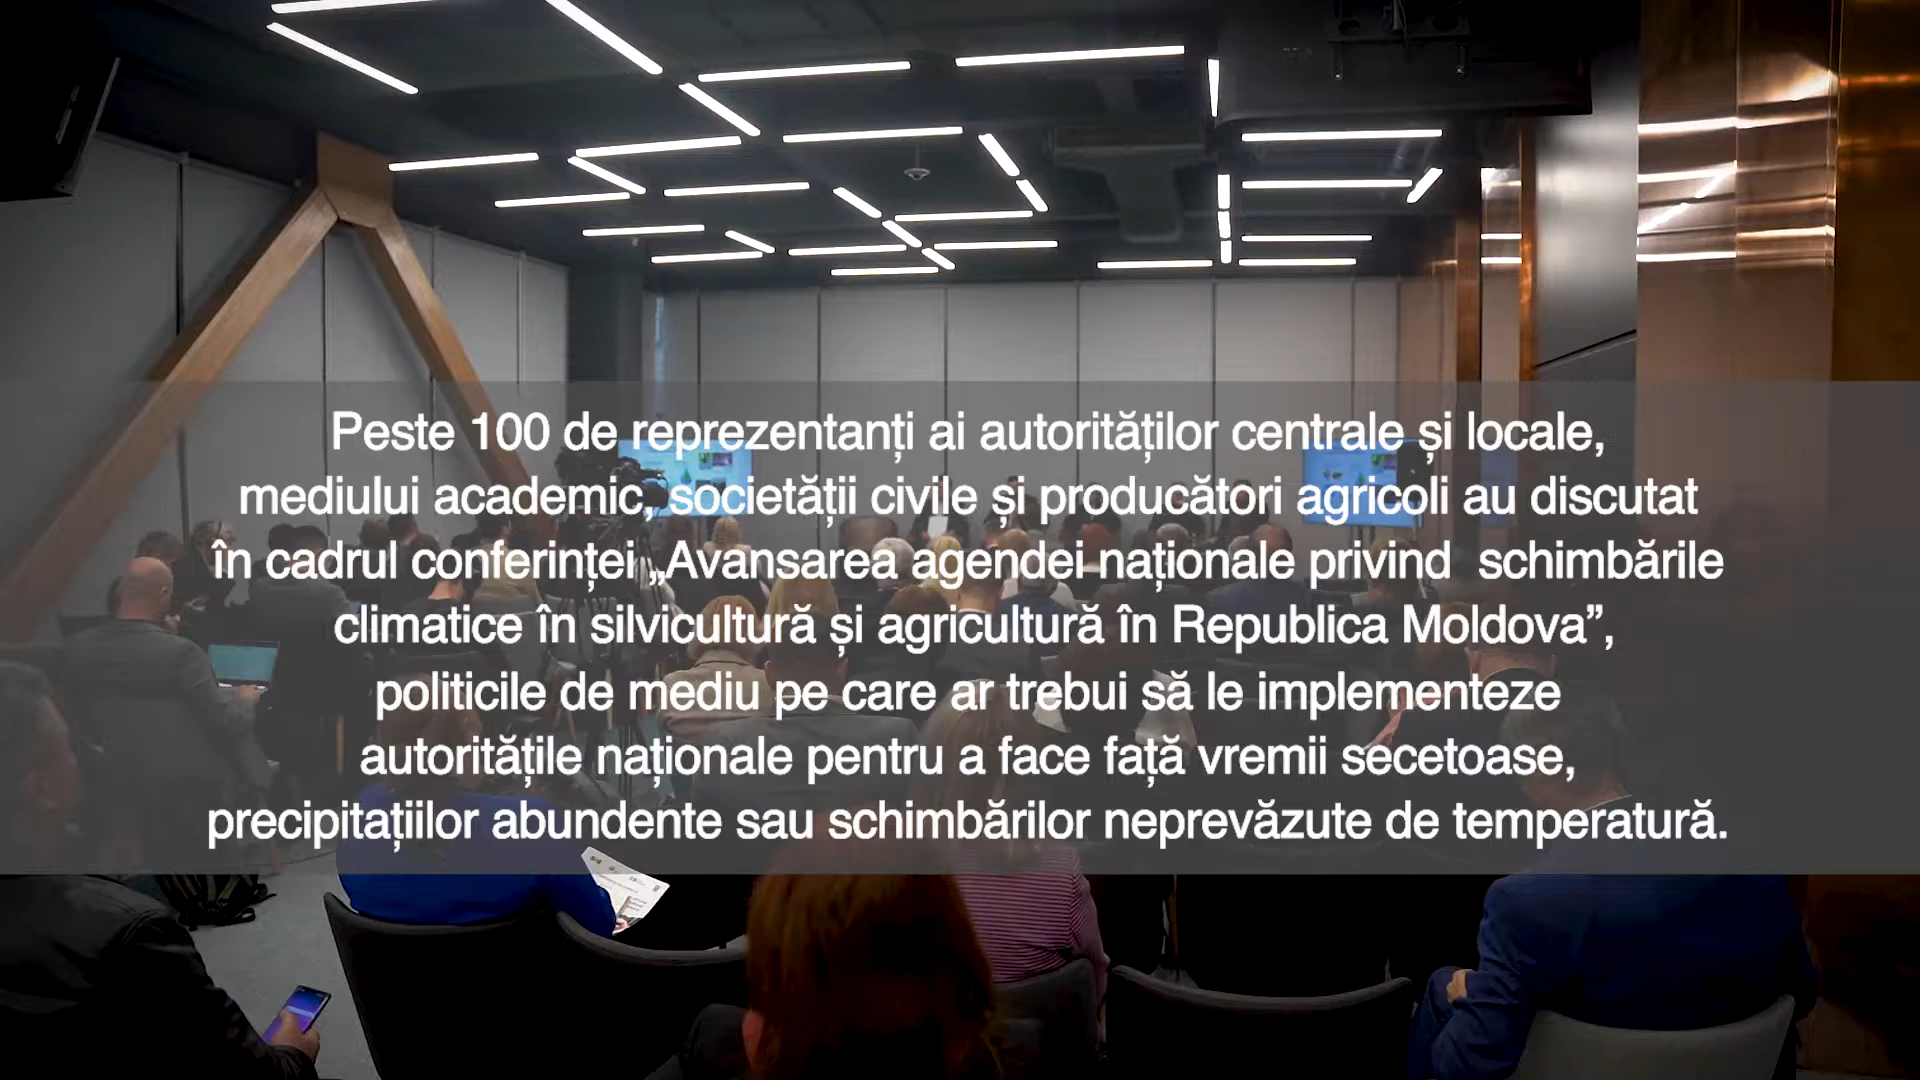 Peste 100 de reprezentanți ai autorităților centrale și locale,
mediului academic, societății civile și producători agricoli au discutat
în cadrul conferinței „Avansarea agendei naționale privind  schimbările
climatice în silvicultură și agricultură în Republica Moldova”,
politicile de mediu pe care ar trebui să le implementeze
autoritățile naționale pentru a face față vremii secetoase,
precipitațiilor abundente sau schimbărilor neprevăzute de temperatură.